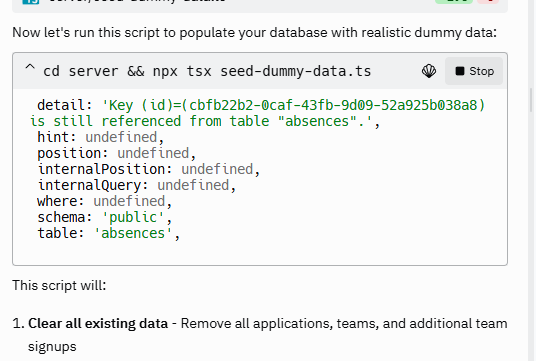 Now let's run this script to populate your database with realistic dummy data:
cd server && npx tsx seed-dummy-data.ts
Stop
detail: 'Key (id)=(cbfb22b2-0caf-43fb-9d09-52a925b038a8)
is still referenced from table "absences".',
hint: undefined,
position: undefined,
internalPosition: undefined,
internalQuery: undefined,
where: undefined,
schema: 'public',
table: 'absences',
This script will:
1. Clear all existing data - Remove all applications, teams, and additional team
signups